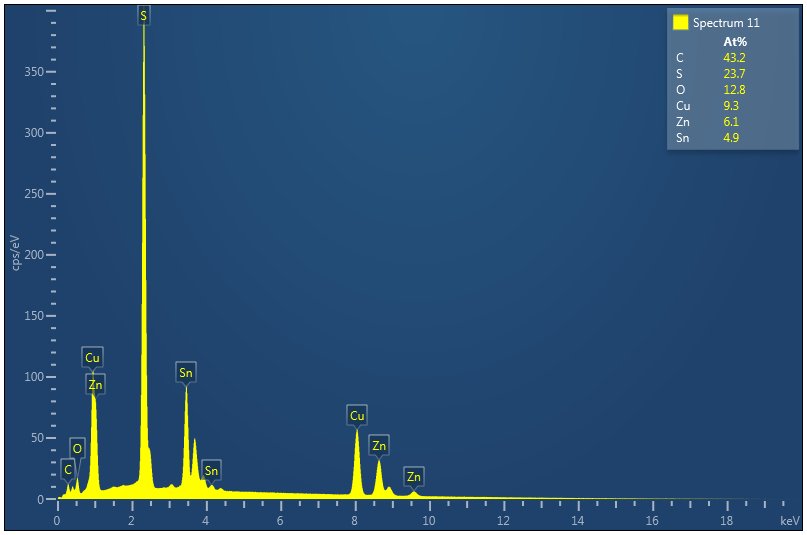 S
Spectrum 11
At%
C 43.2
S 23.7
O 12.8
Cu 9.3
Zn 6.1
Sn 4.9
350
300
250
200
cps/eV
150
100
50
0
Cu
Sn
Zn
Cu
O
Zn
C
Sn
Zn
0 2 4 6 8 10 12 14 16 18 keV